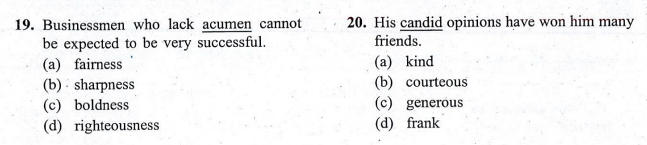 19. Businessmen who lack acumen cannot
be expected to be very successful.
(a) fairness
(b) sharpness
(c) boldness
(d) righteousness
20. His candid opinions have won him many
friends.
(a) kind
(b) courteous
(c) generous
(d) frank